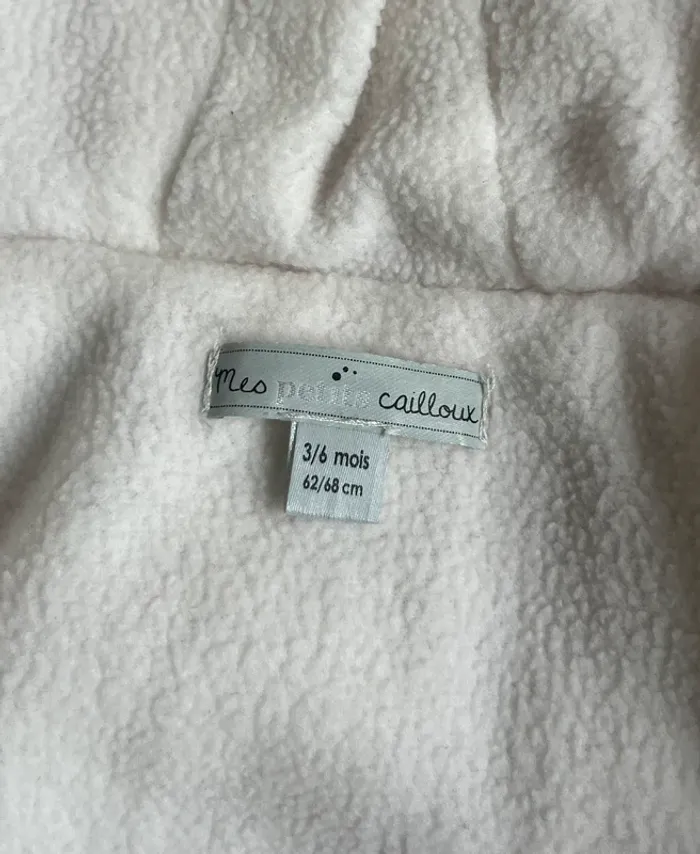 Mes petits cailloux
3/6 mois
62/68 cm